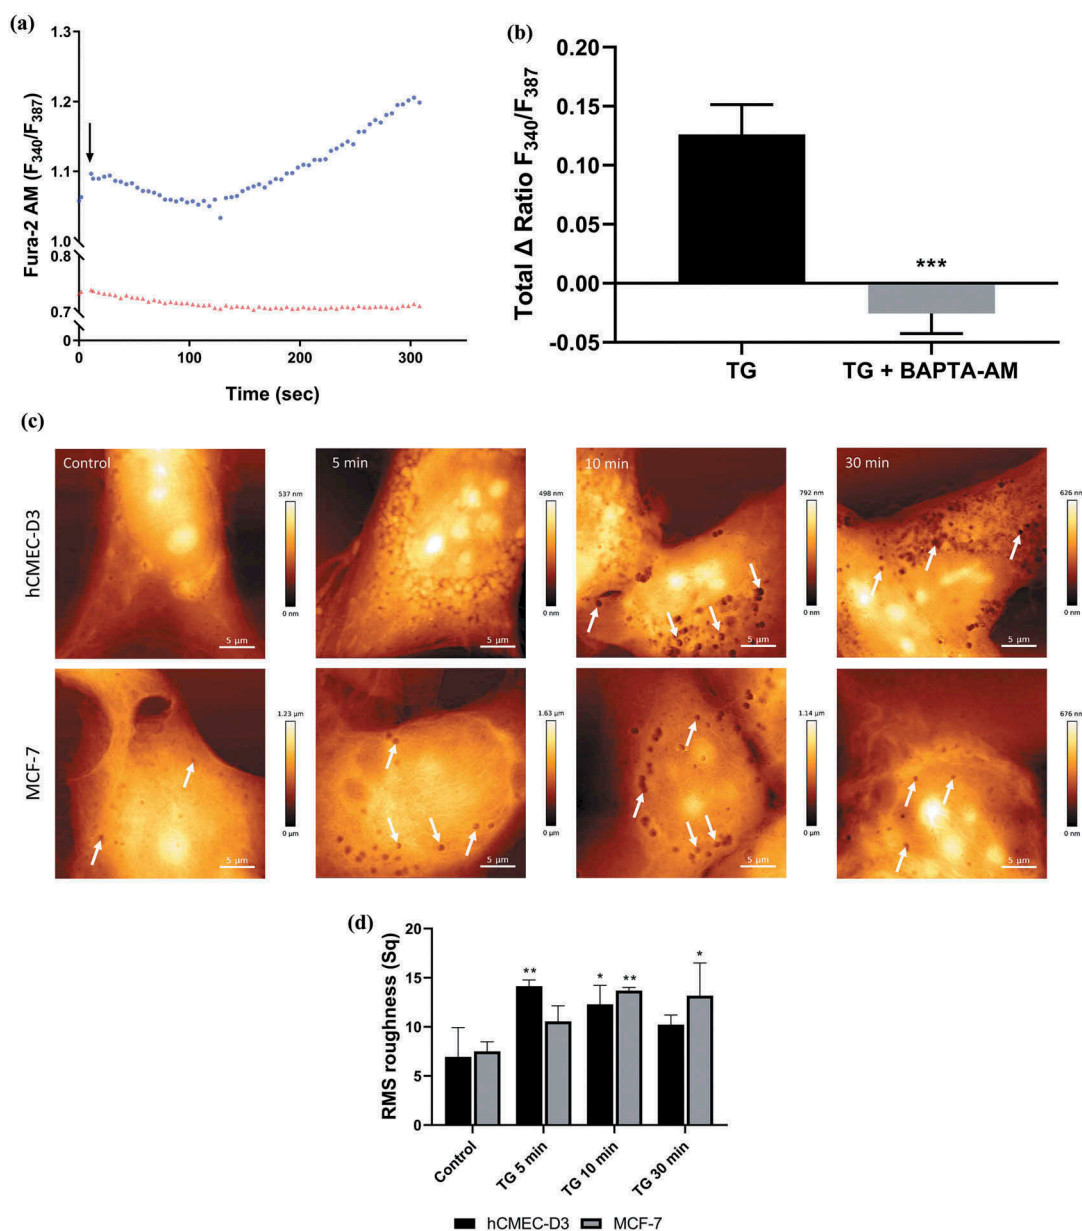 (a)
1.3
1.2
1.1
1.0
0.8
0.7
0
Fura-2 AM (F340/F387)
0 100 200 300
Time (sec)
(b)
0.20
0.15
0.10
0.05
0.00
-0.05
Total Δ Ratio F340/F387
***
TG TG + BAPTA-AM
(c)
hCMEC-D3
Control
537 nm
0 nm
5 μm
5 min
498 nm
0 nm
5 μm
10 min
792 nm
0 nm
5 μm
30 min
626 nm
0 nm
5 μm
MCF-7
1.23 μm
0 μm
5 μm
1.63 μm
0 μm
5 μm
1.14 μm
0 μm
5 μm
676 nm
0 nm
5 μm
(d)
20
15
10
5
0
RMS roughness (Sq)
** * ** *
Control TG 5 min TG 10 min TG 30 min
hCMEC-D3 MCF-7